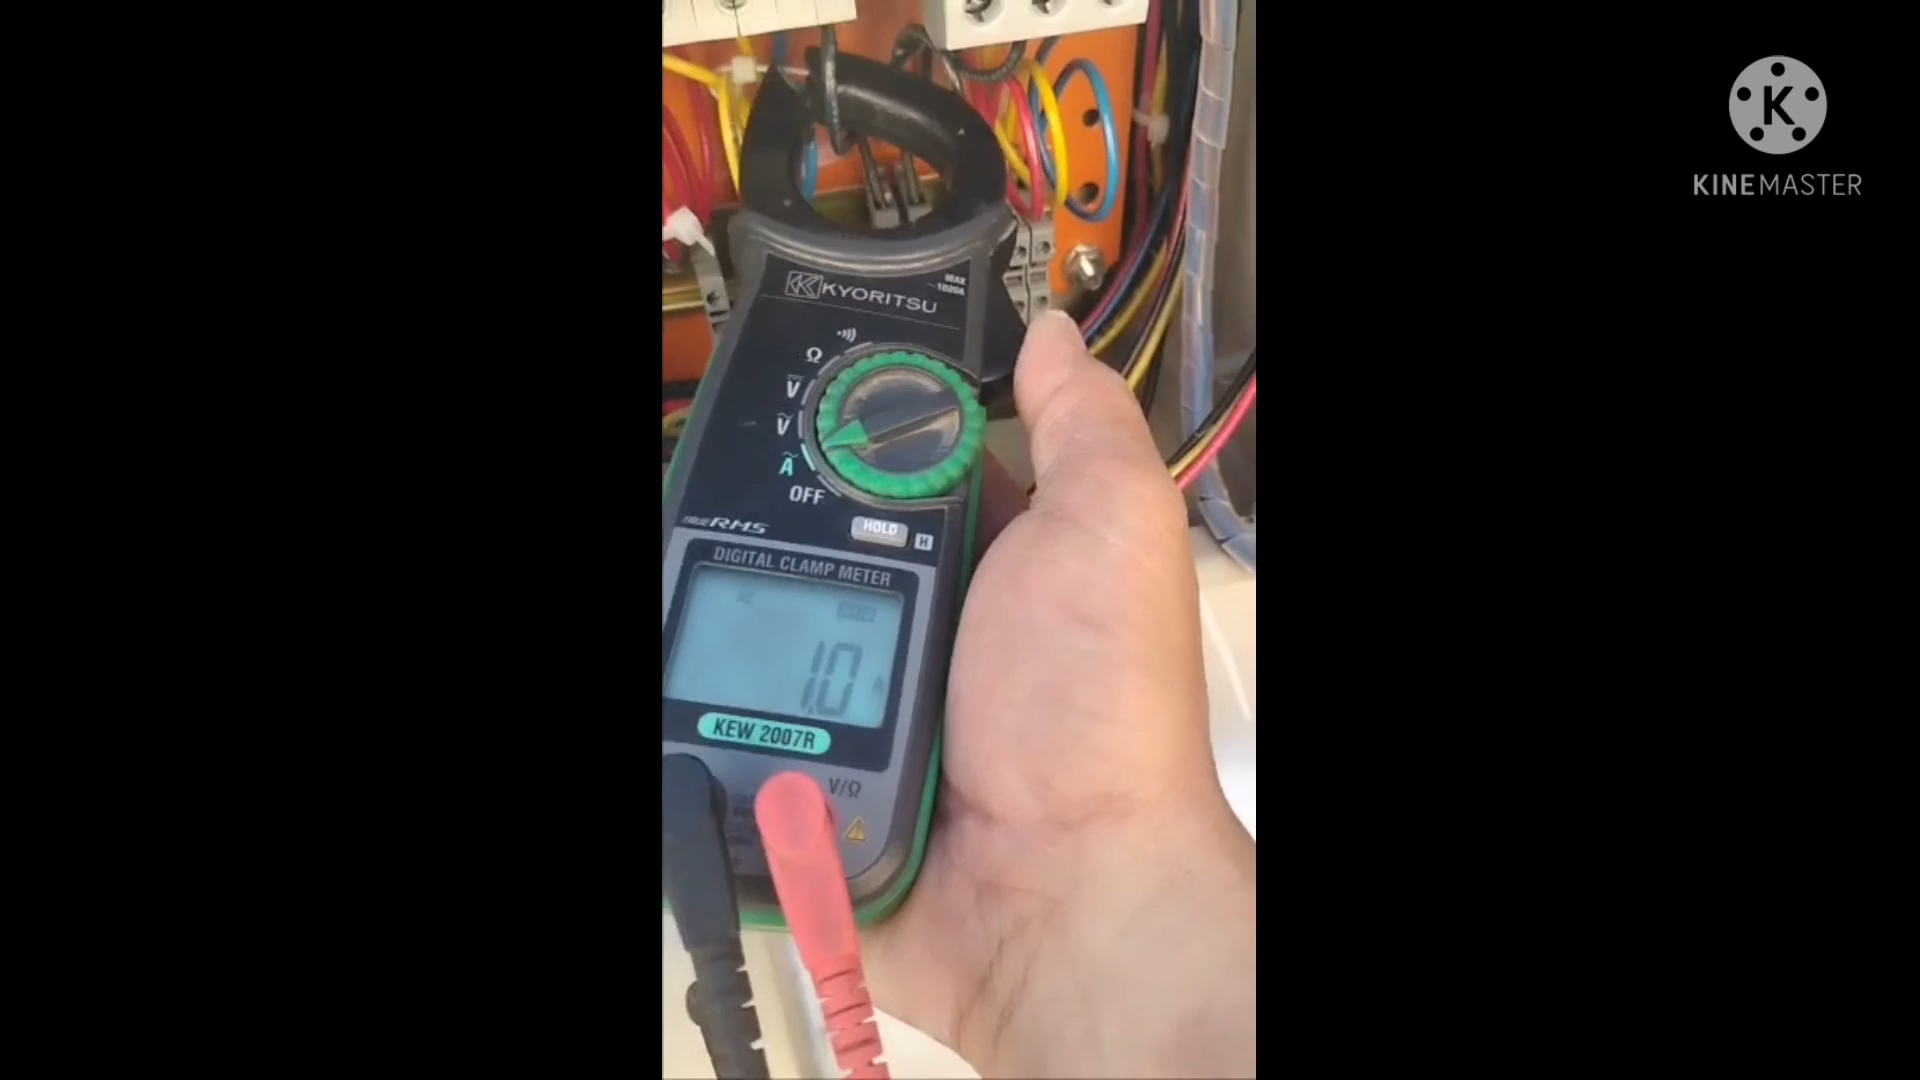 KINEMASTER
KYORITSU
MAX
~1000A
Ω
V
Ṽ
Ã
OFF
TRUE RMS
HOLD
H
DIGITAL CLAMP METER
1.0
KEW 2007R
V/Ω